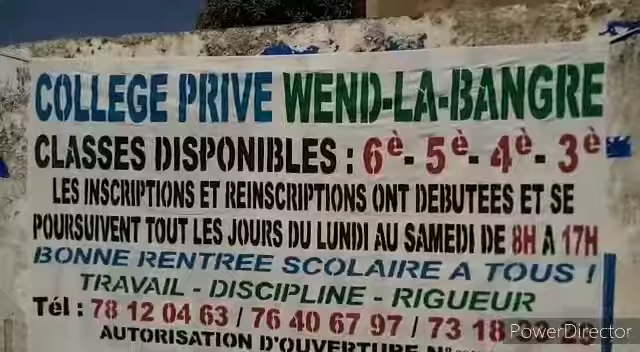 COLLEGE PRIVE WEND-LA-BANGRE
CLASSES DISPONIBLES : 6è- 5è- 4è- 3è
LES INSCRIPTIONS ET REINSCRIPTIONS ONT DEBUTEES ET SE
POURSUIVENT TOUT LES JOURS DU LUNDI AU SAMEDI DE 8H A 17H
BONNE RENTREE SCOLAIRE A TOUS !
TRAVAIL - DISCIPLINE - RIGUEUR
Tél : 78 12 04 63 / 76 40 67 97 / 73 18
AUTORISATION D'OUVERTURE
PowerDirector